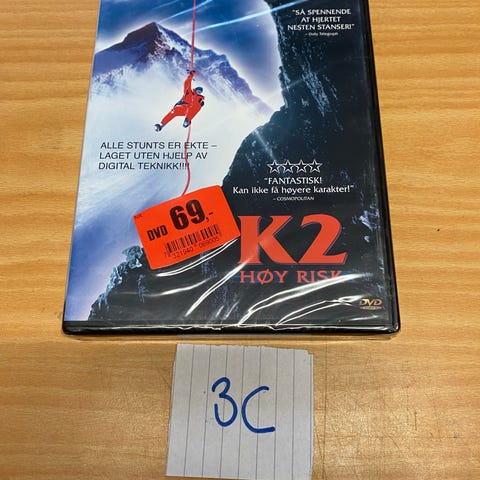 "SÅ SPENNENDE
AT HJERTET
NESTEN STANSER!"
– Daily Telegraph
ALLE STUNTS ER EKTE –
LAGET UTEN HJELP AV
DIGITAL TEKNIKK!!!!
"FANTASTISK!
Kan ikke få høyere karakter!"
– COSMOPOLITAN
DVD 69,-
K2
HØY RISK
DVD
3C